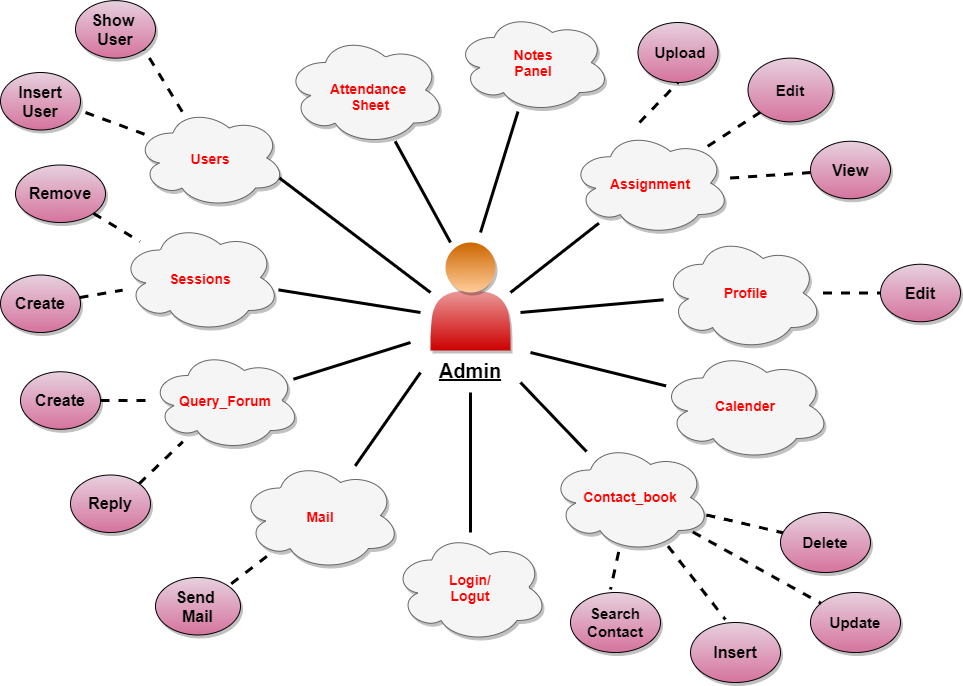 Show
User
Notes
Panel
Upload
Attendance
Sheet
Edit
Insert
User
Users
View
Assignment
Remove
Sessions
Profile
Edit
Create
Admin
Create
Query_Forum
Calender
Reply
Mail
Contact_book
Delete
Login/
Logut
Send
Mail
Search
Contact
Update
Insert